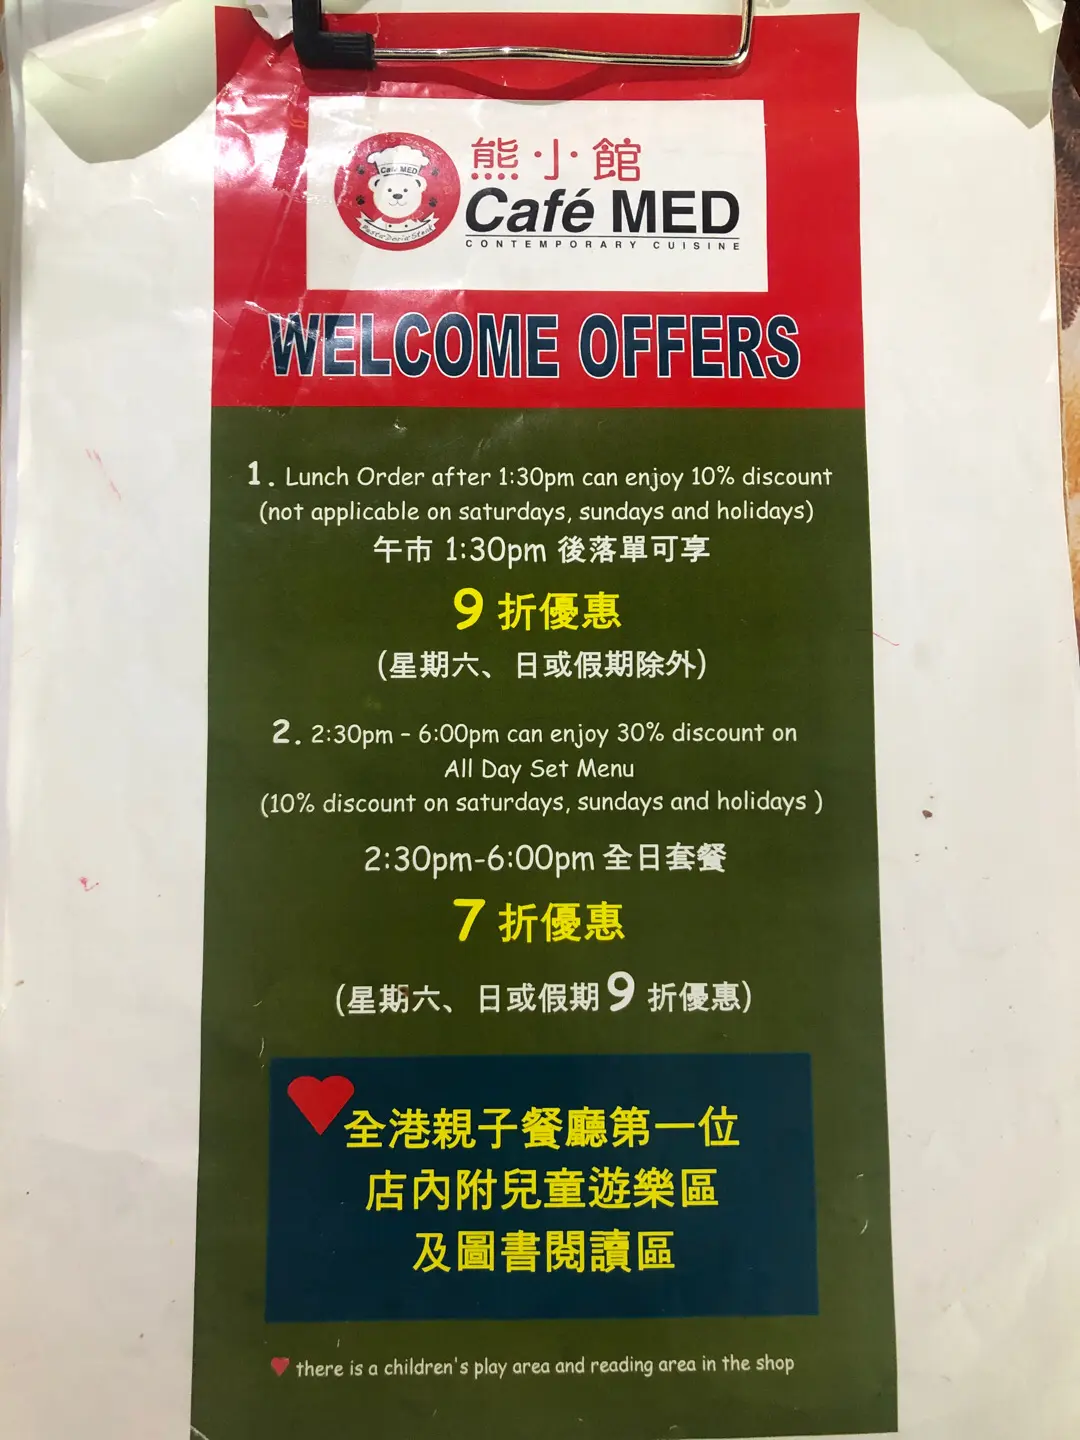 Café MED
熊小館
Café MED
CONTEMPORARY CUISINE
WELCOME OFFERS
1. Lunch Order after 1:30pm can enjoy 10% discount
(not applicable on saturdays, sundays and holidays)
午市 1:30pm 後落單可享
9 折優惠
(星期六、日或假期除外)
2. 2:30pm – 6:00pm can enjoy 30% discount on
All Day Set Menu
(10% discount on saturdays, sundays and holidays )
2:30pm-6:00pm 全日套餐
7 折優惠
(星期六、日或假期9 折優惠)
全港親子餐廳第一位
店內附兒童遊樂區
及圖書閱讀區
there is a children's play area and reading area in the shop